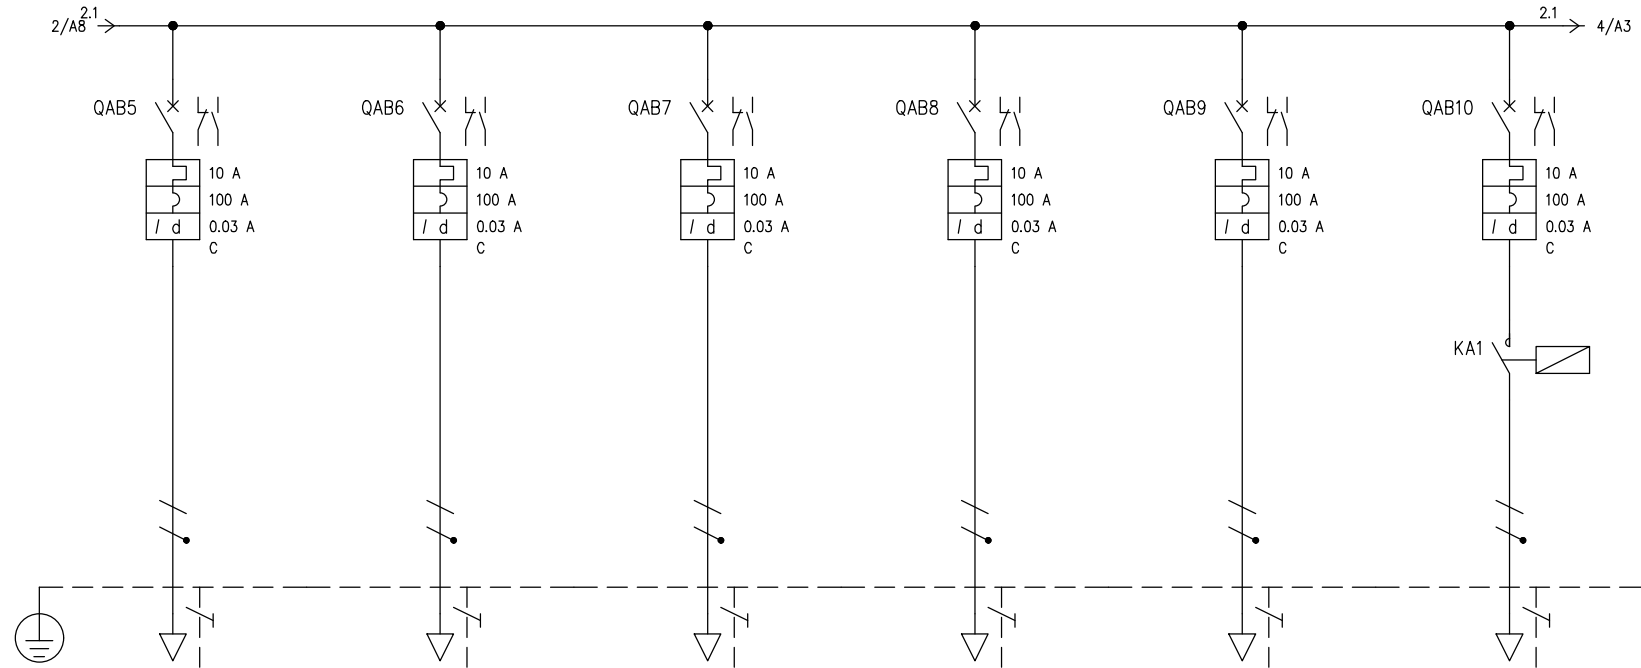 2.1 2.1
2/A8 4/A3
QAB5 QAB6 QAB7 QAB8 QAB9 QAB10
10 A 10 A 10 A 10 A 10 A 10 A
100 A 100 A 100 A 100 A 100 A 100 A
I d 0.03 A I d 0.03 A I d 0.03 A I d 0.03 A I d 0.03 A I d 0.03 A
C C C C C C
KA1